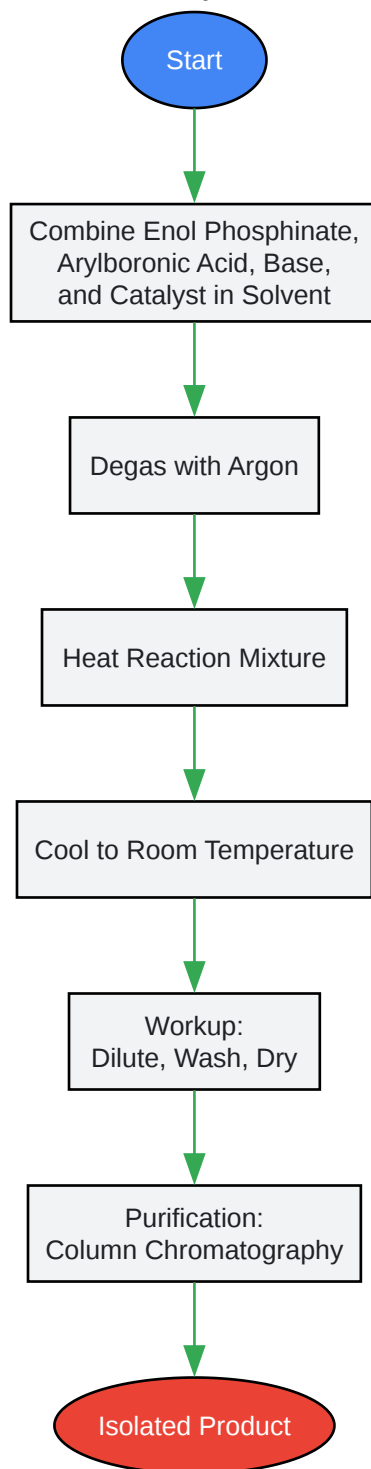 Start
Combine Enol Phosphinate,
Arylboronic Acid, Base,
and Catalyst in Solvent
Degas with Argon
Heat Reaction Mixture
Cool to Room Temperature
Workup:
Dilute, Wash, Dry
Purification:
Column Chromatography
Isolated Product